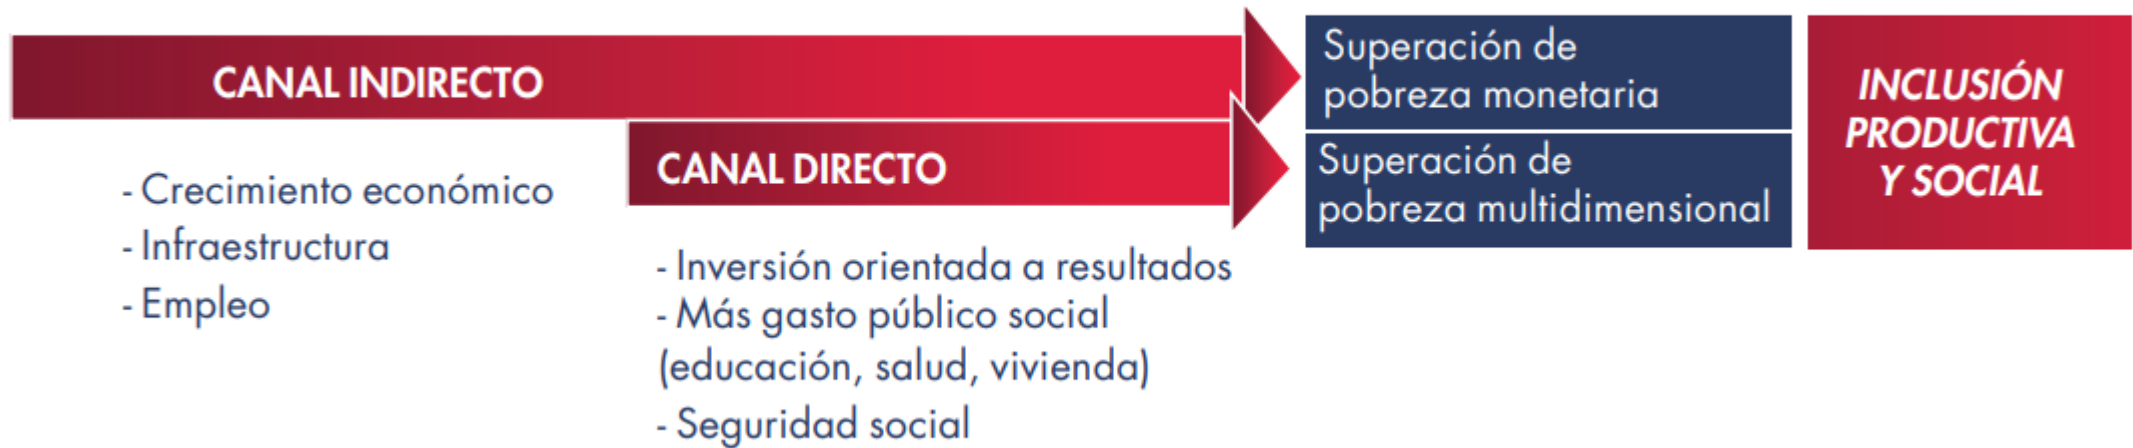 CANAL INDIRECTO
- Crecimiento económico
- Infraestructura
- Empleo
CANAL DIRECTO
- Inversión orientada a resultados
- Más gasto público social
(educación, salud, vivienda)
- Seguridad social
Superación de
pobreza monetaria
Superación de
pobreza multidimensional
INCLUSIÓN
PRODUCTIVA
Y SOCIAL